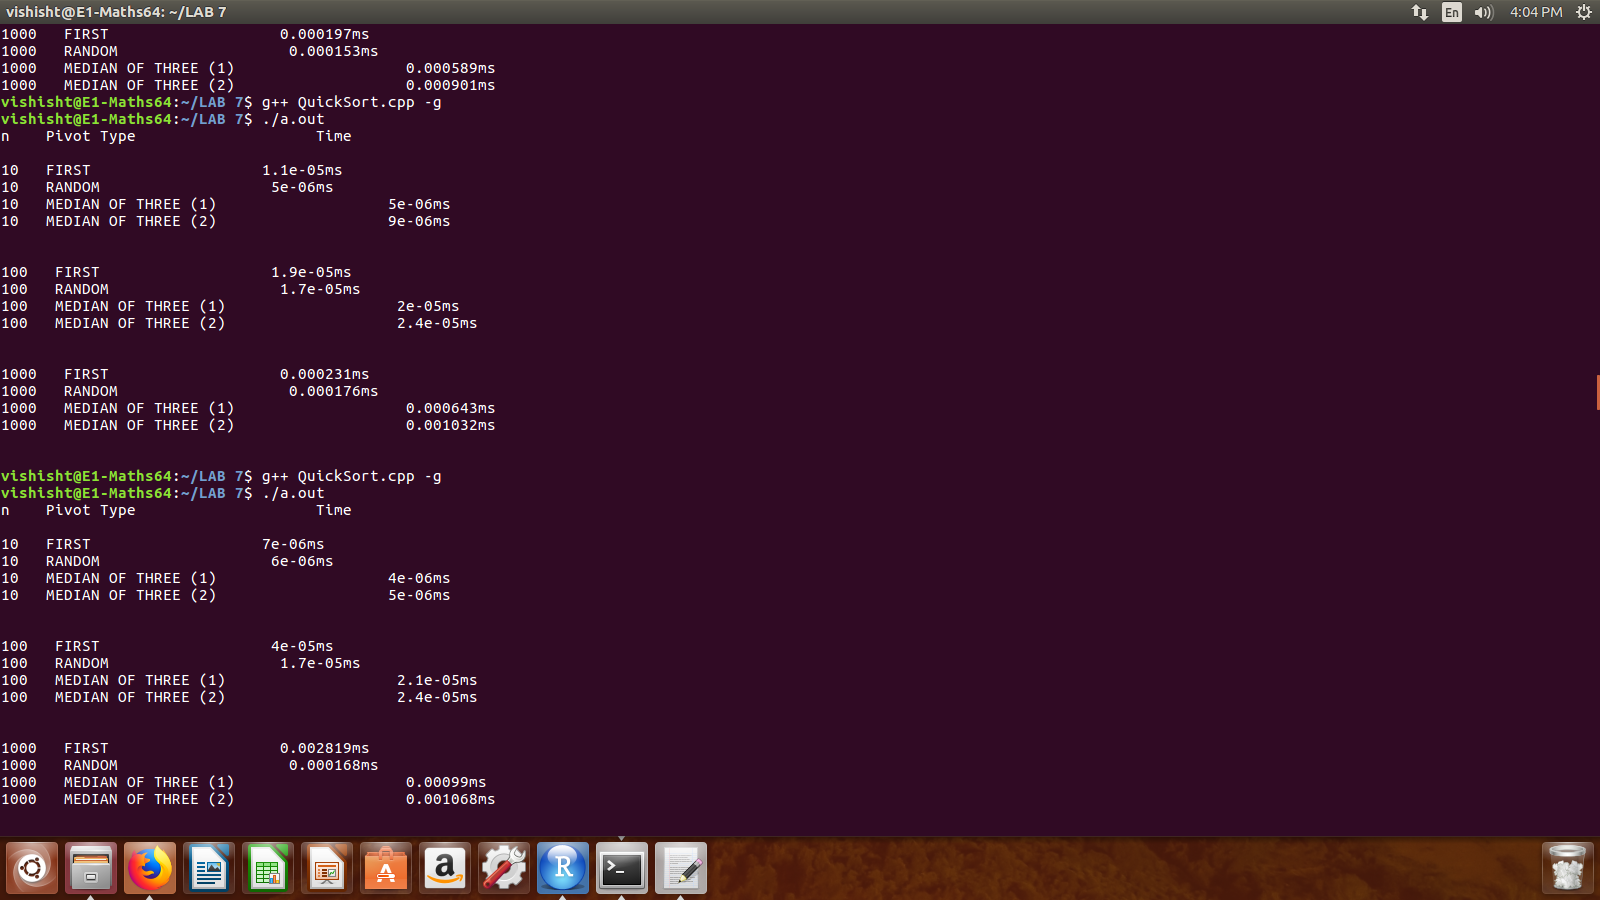 vishisht@E1-Maths64: ~/LAB 7
En
4:04 PM
1000 FIRST 0.000197ms
1000 RANDOM 0.000153ms
1000 MEDIAN OF THREE (1) 0.000589ms
1000 MEDIAN OF THREE (2) 0.000901ms
vishisht@E1-Maths64:~/LAB 7$ g++ QuickSort.cpp -g
vishisht@E1-Maths64:~/LAB 7$ ./a.out
n Pivot Type Time
10 FIRST 1.1e-05ms
10 RANDOM 5e-06ms
10 MEDIAN OF THREE (1) 5e-06ms
10 MEDIAN OF THREE (2) 9e-06ms
100 FIRST 1.9e-05ms
100 RANDOM 1.7e-05ms
100 MEDIAN OF THREE (1) 2e-05ms
100 MEDIAN OF THREE (2) 2.4e-05ms
1000 FIRST 0.000231ms
1000 RANDOM 0.000176ms
1000 MEDIAN OF THREE (1) 0.000643ms
1000 MEDIAN OF THREE (2) 0.001032ms
vishisht@E1-Maths64:~/LAB 7$ g++ QuickSort.cpp -g
vishisht@E1-Maths64:~/LAB 7$ ./a.out
n Pivot Type Time
10 FIRST 7e-06ms
10 RANDOM 6e-06ms
10 MEDIAN OF THREE (1) 4e-06ms
10 MEDIAN OF THREE (2) 5e-06ms
100 FIRST 4e-05ms
100 RANDOM 1.7e-05ms
100 MEDIAN OF THREE (1) 2.1e-05ms
100 MEDIAN OF THREE (2) 2.4e-05ms
1000 FIRST 0.002819ms
1000 RANDOM 0.000168ms
1000 MEDIAN OF THREE (1) 0.00099ms
1000 MEDIAN OF THREE (2) 0.001068ms
A
a
R
>_